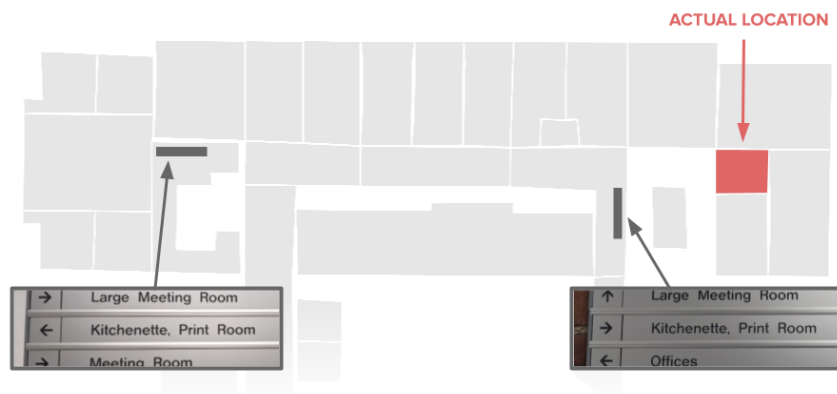 ACTUAL LOCATION
→ Large Meeting Room
← Kitchenette, Print Room
→ Meeting Room
↑ Large Meeting Room
→ Kitchenette, Print Room
← Offices